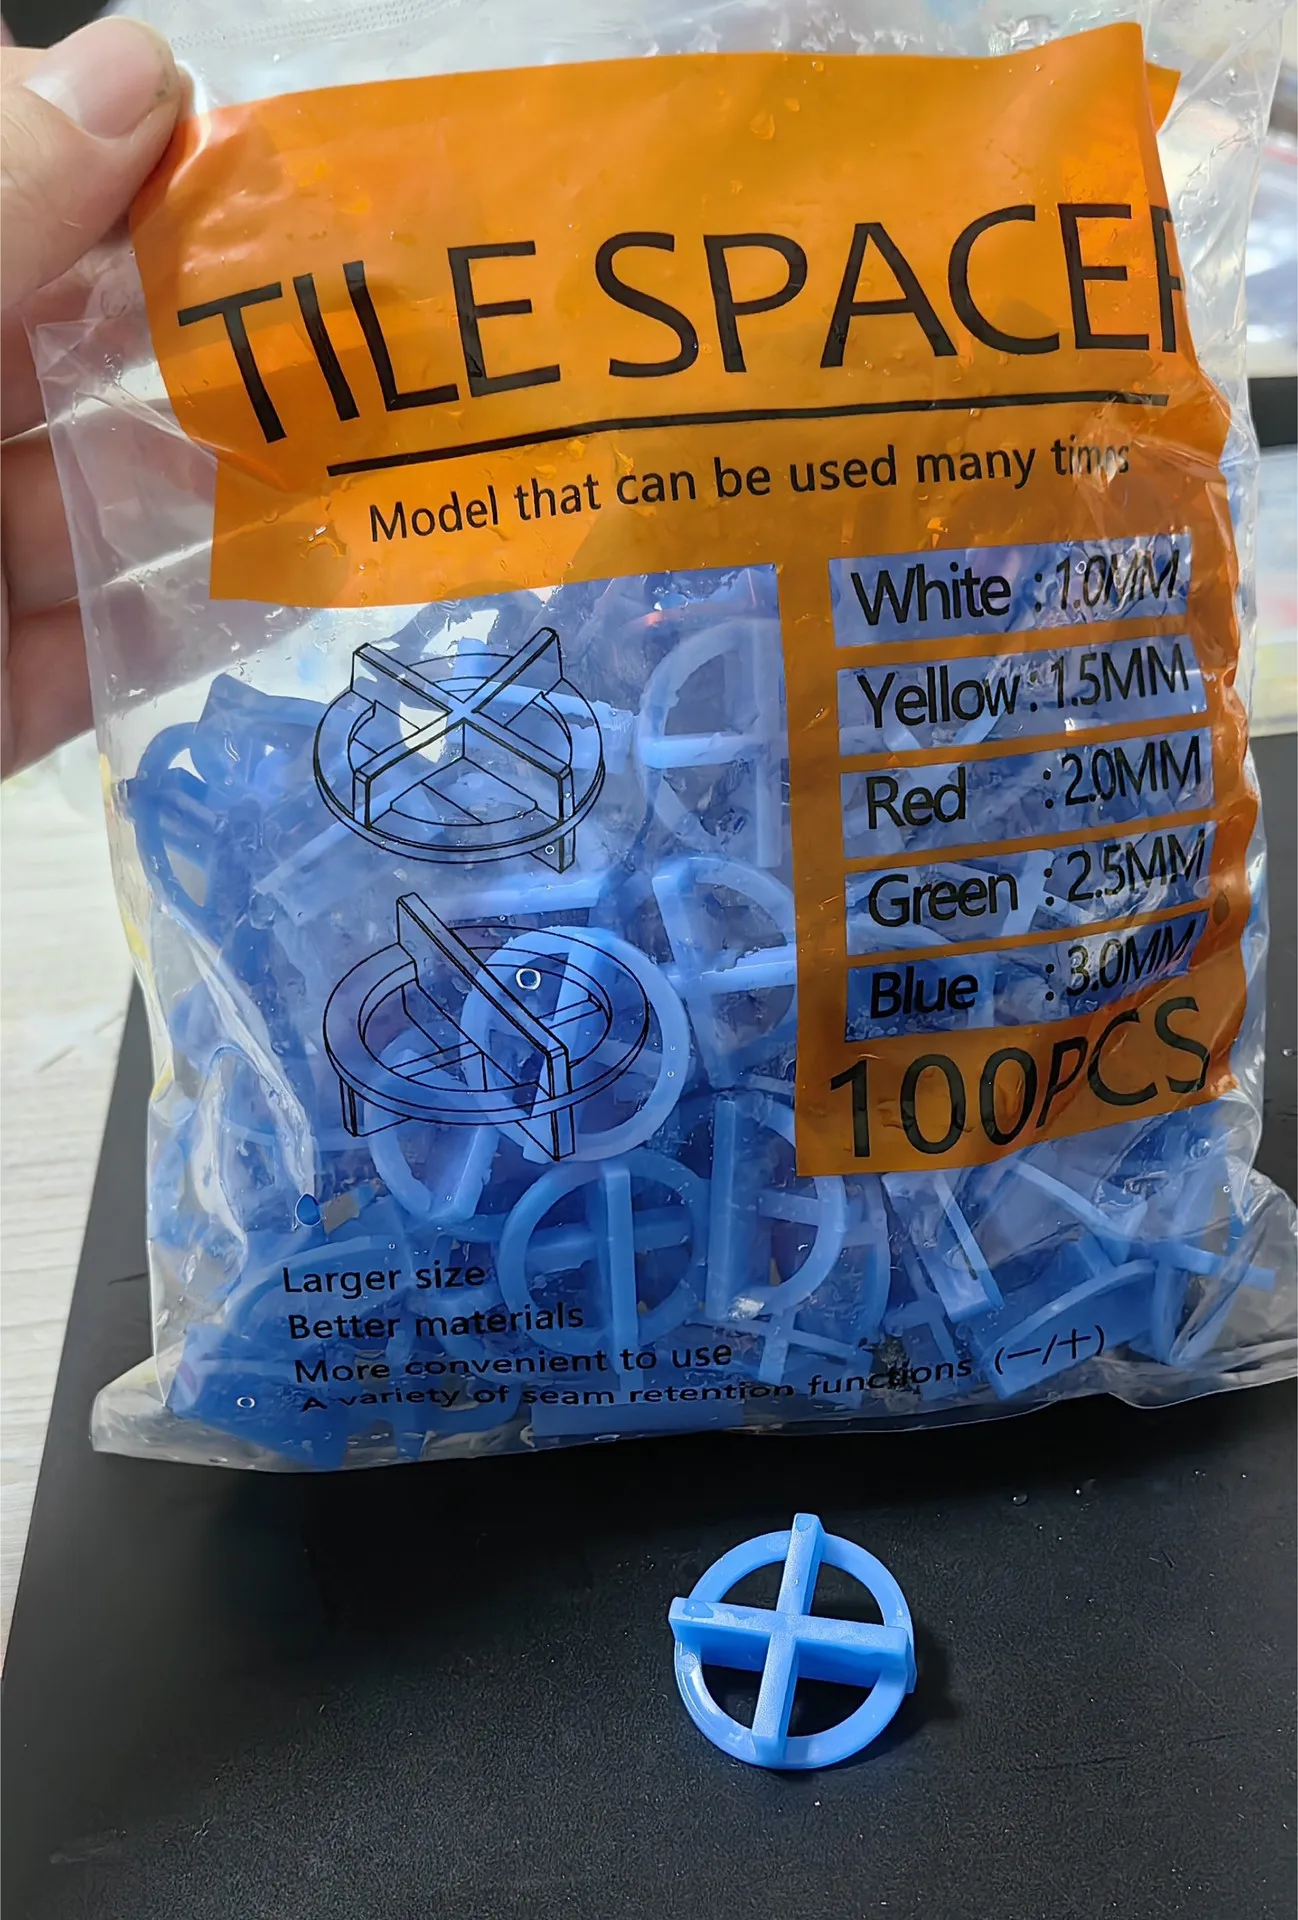 TILE SPACER
Model that can be used many times
White : 1.0MM
Yellow : 1.5MM
Red : 2.0MM
Green : 2.5MM
Blue : 3.0MM
100PCS
Larger size
Better materials
More convenient to use
A variety of seam retention functions (一/十)